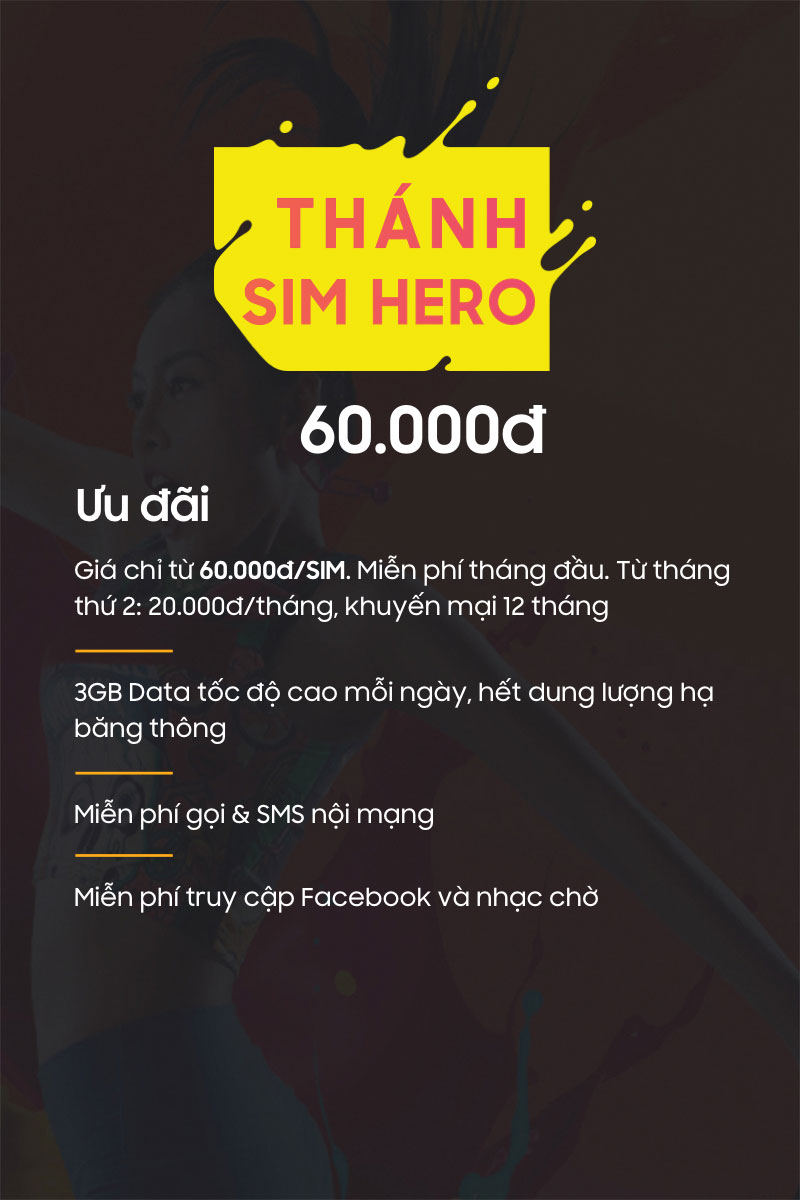 THÁNH
SIM HERO
60.000đ
Ưu đãi
Giá chỉ từ 60.000đ/SIM. Miễn phí tháng đầu. Từ tháng
thứ 2: 20.000đ/tháng, khuyến mại 12 tháng
3GB Data tốc độ cao mỗi ngày, hết dung lượng hạ
băng thông
Miễn phí gọi & SMS nội mạng
Miễn phí truy cập Facebook và nhạc chờ